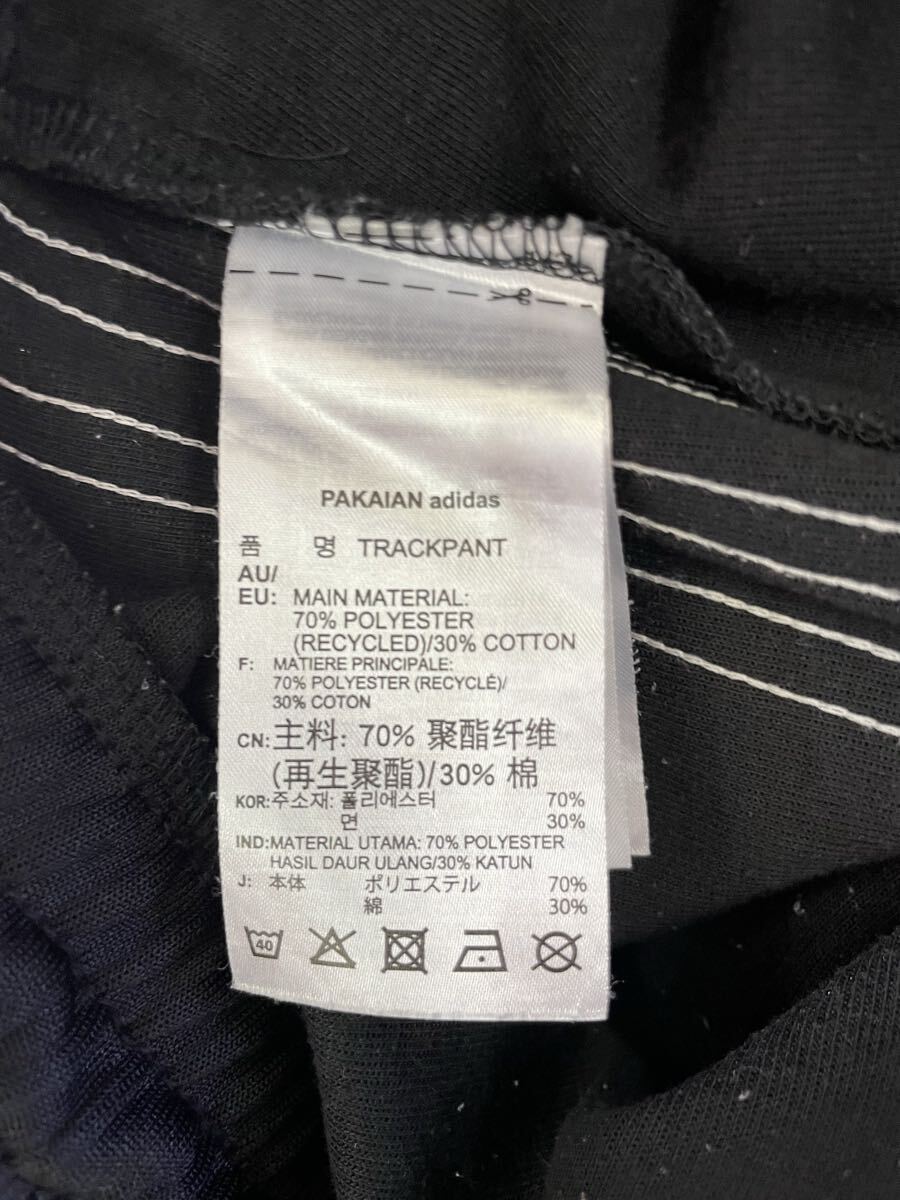 PAKAIAN adidas
품 명 TRACKPANT
AU/
EU: MAIN MATERIAL:
70% POLYESTER
(RECYCLED)/30% COTTON
F: MATIERE PRINCIPALE:
70% POLYESTER (RECYCLÉ)/
30% COTON
CN: 主料: 70% 聚酯纤维
(再生聚酯)/30% 棉
KOR: 주소재: 폴리에스터 70%
면 30%
IND: MATERIAL UTAMA: 70% POLYESTER
HASIL DAUR ULANG/30% KATUN
J: 本体 ポリエステル 70%
綿 30%
40